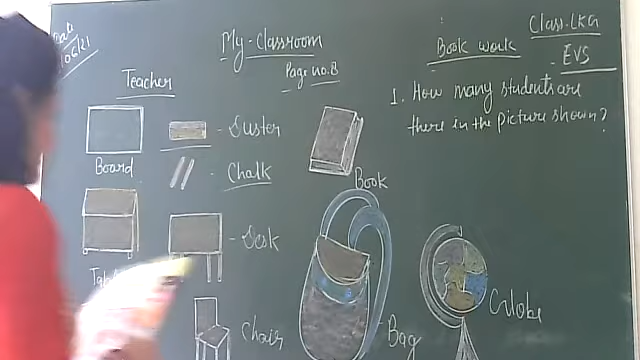 My Classroom
Page no. 8
Teacher
Board
Duster
Chalk
Desk
Chair
Book
Bag
Globe
Class-LKG
EVS
Book work
1. How many students are
there in the picture shown?